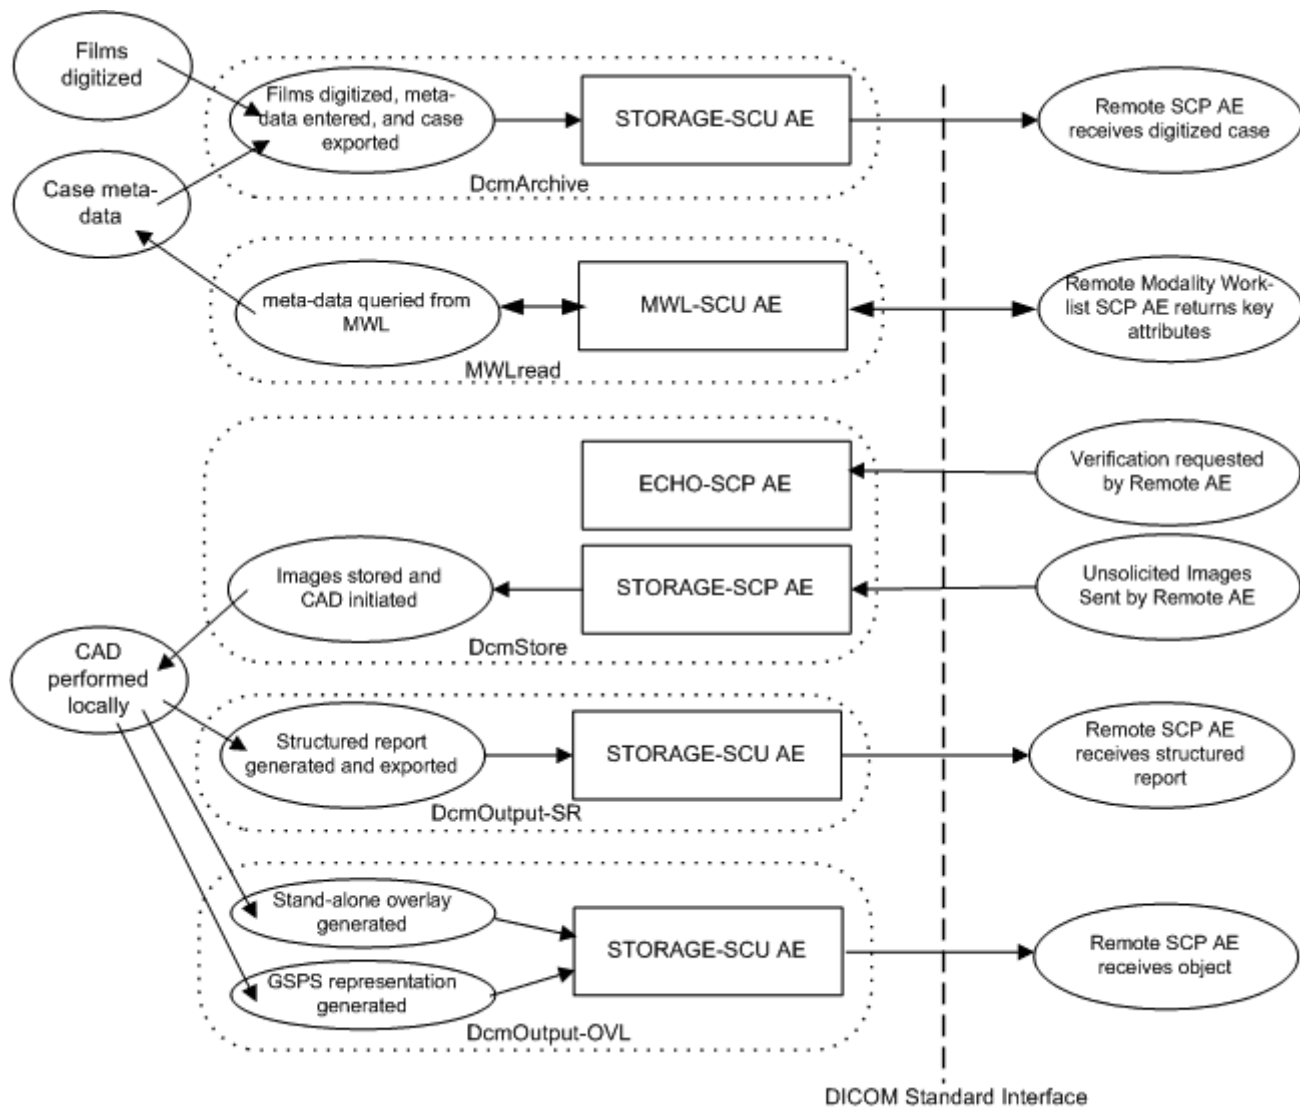 Films
digitized
Films digitized, meta-
data entered, and case
exported
STORAGE-SCU AE
Remote SCP AE
receives digitized case
DcmArchive
Case meta-
data
meta-data queried from
MWL
MWL-SCU AE
Remote Modality Work-
list SCP AE returns key
attributes
MWLread
ECHO-SCP AE
Verification requested
by Remote AE
Images stored and
CAD initiated
STORAGE-SCP AE
Unsolicited Images
Sent by Remote AE
DcmStore
CAD
performed
locally
Structured report
generated and exported
STORAGE-SCU AE
Remote SCP AE
receives structured
report
DcmOutput-SR
Stand-alone overlay
generated
GSPS representation
generated
STORAGE-SCU AE
Remote SCP AE
receives object
DcmOutput-OVL
DICOM Standard Interface